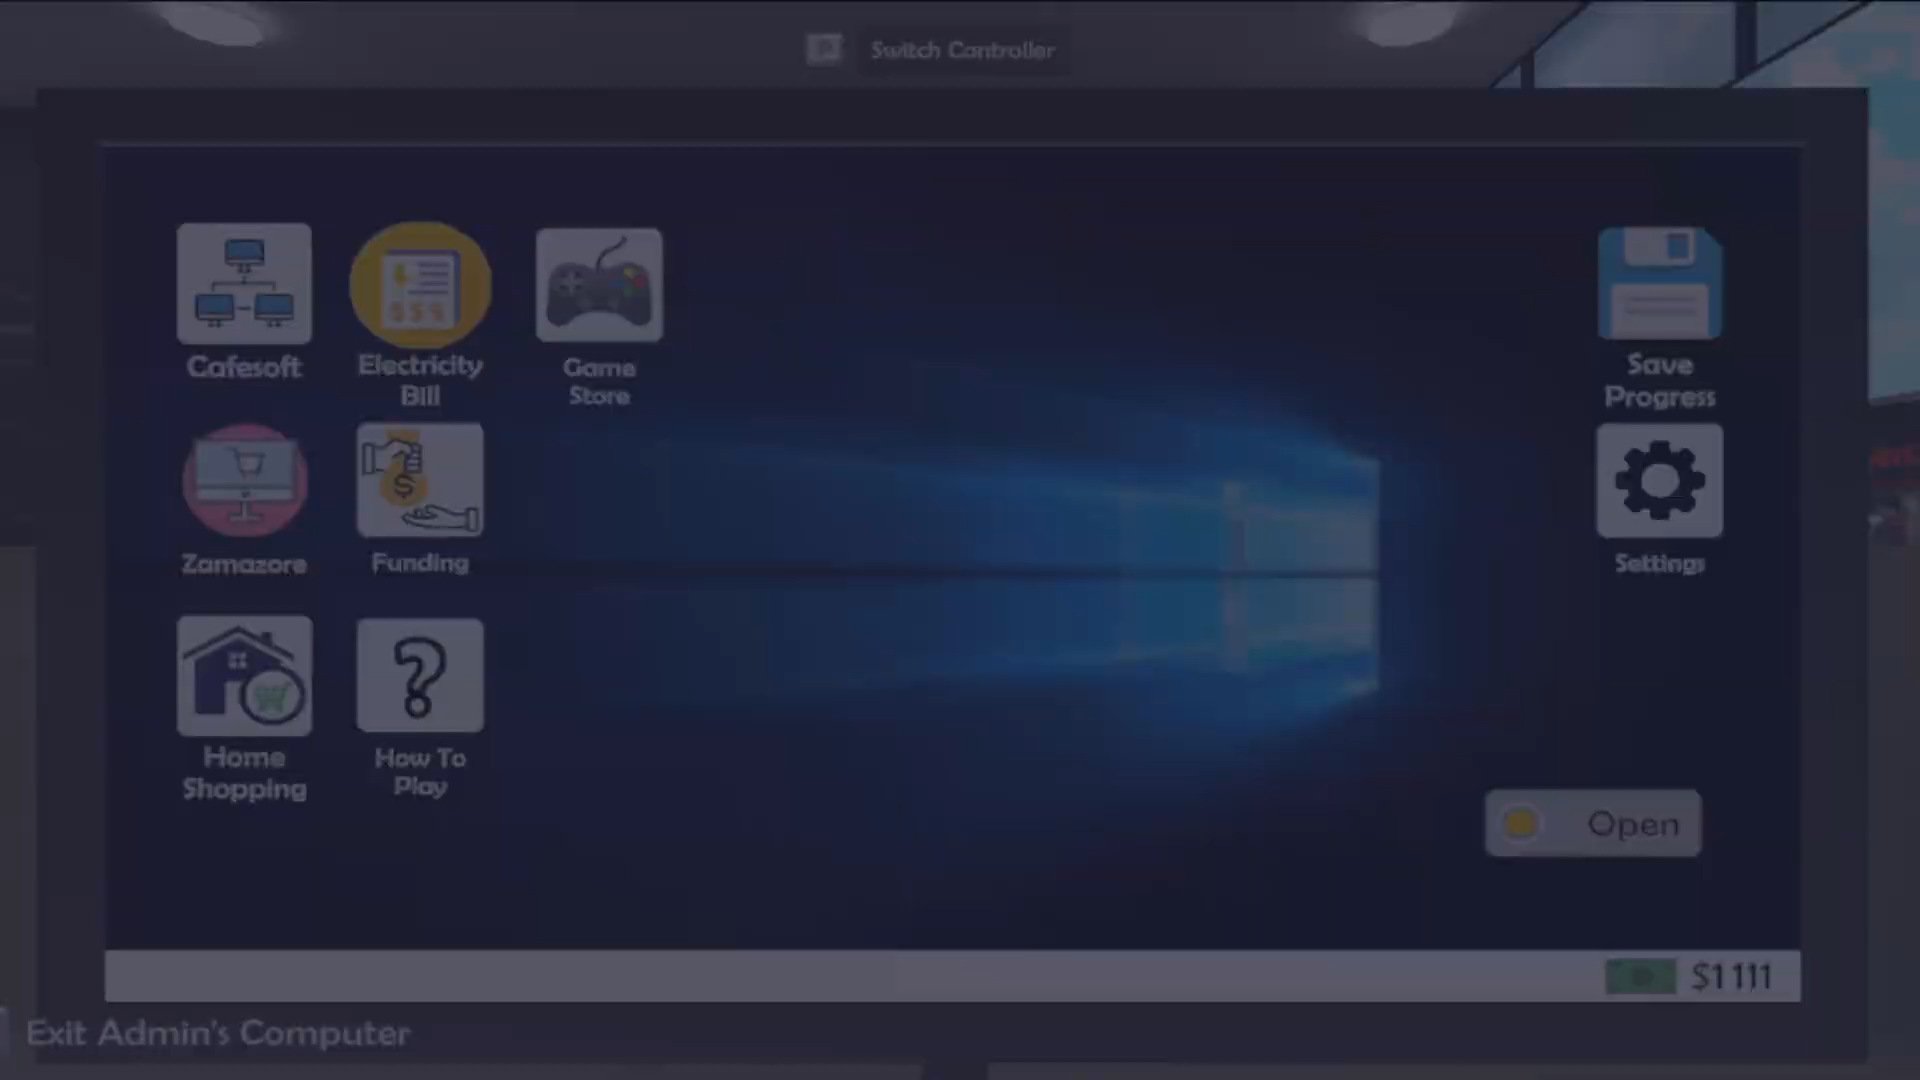 Switch Controller
Cafesoft
Electricity
Bill
Game
Store
Save
Progress
Zamazore
Funding
Settings
Home
Shopping
How To
Play
Open
$1111
Exit Admin's Computer